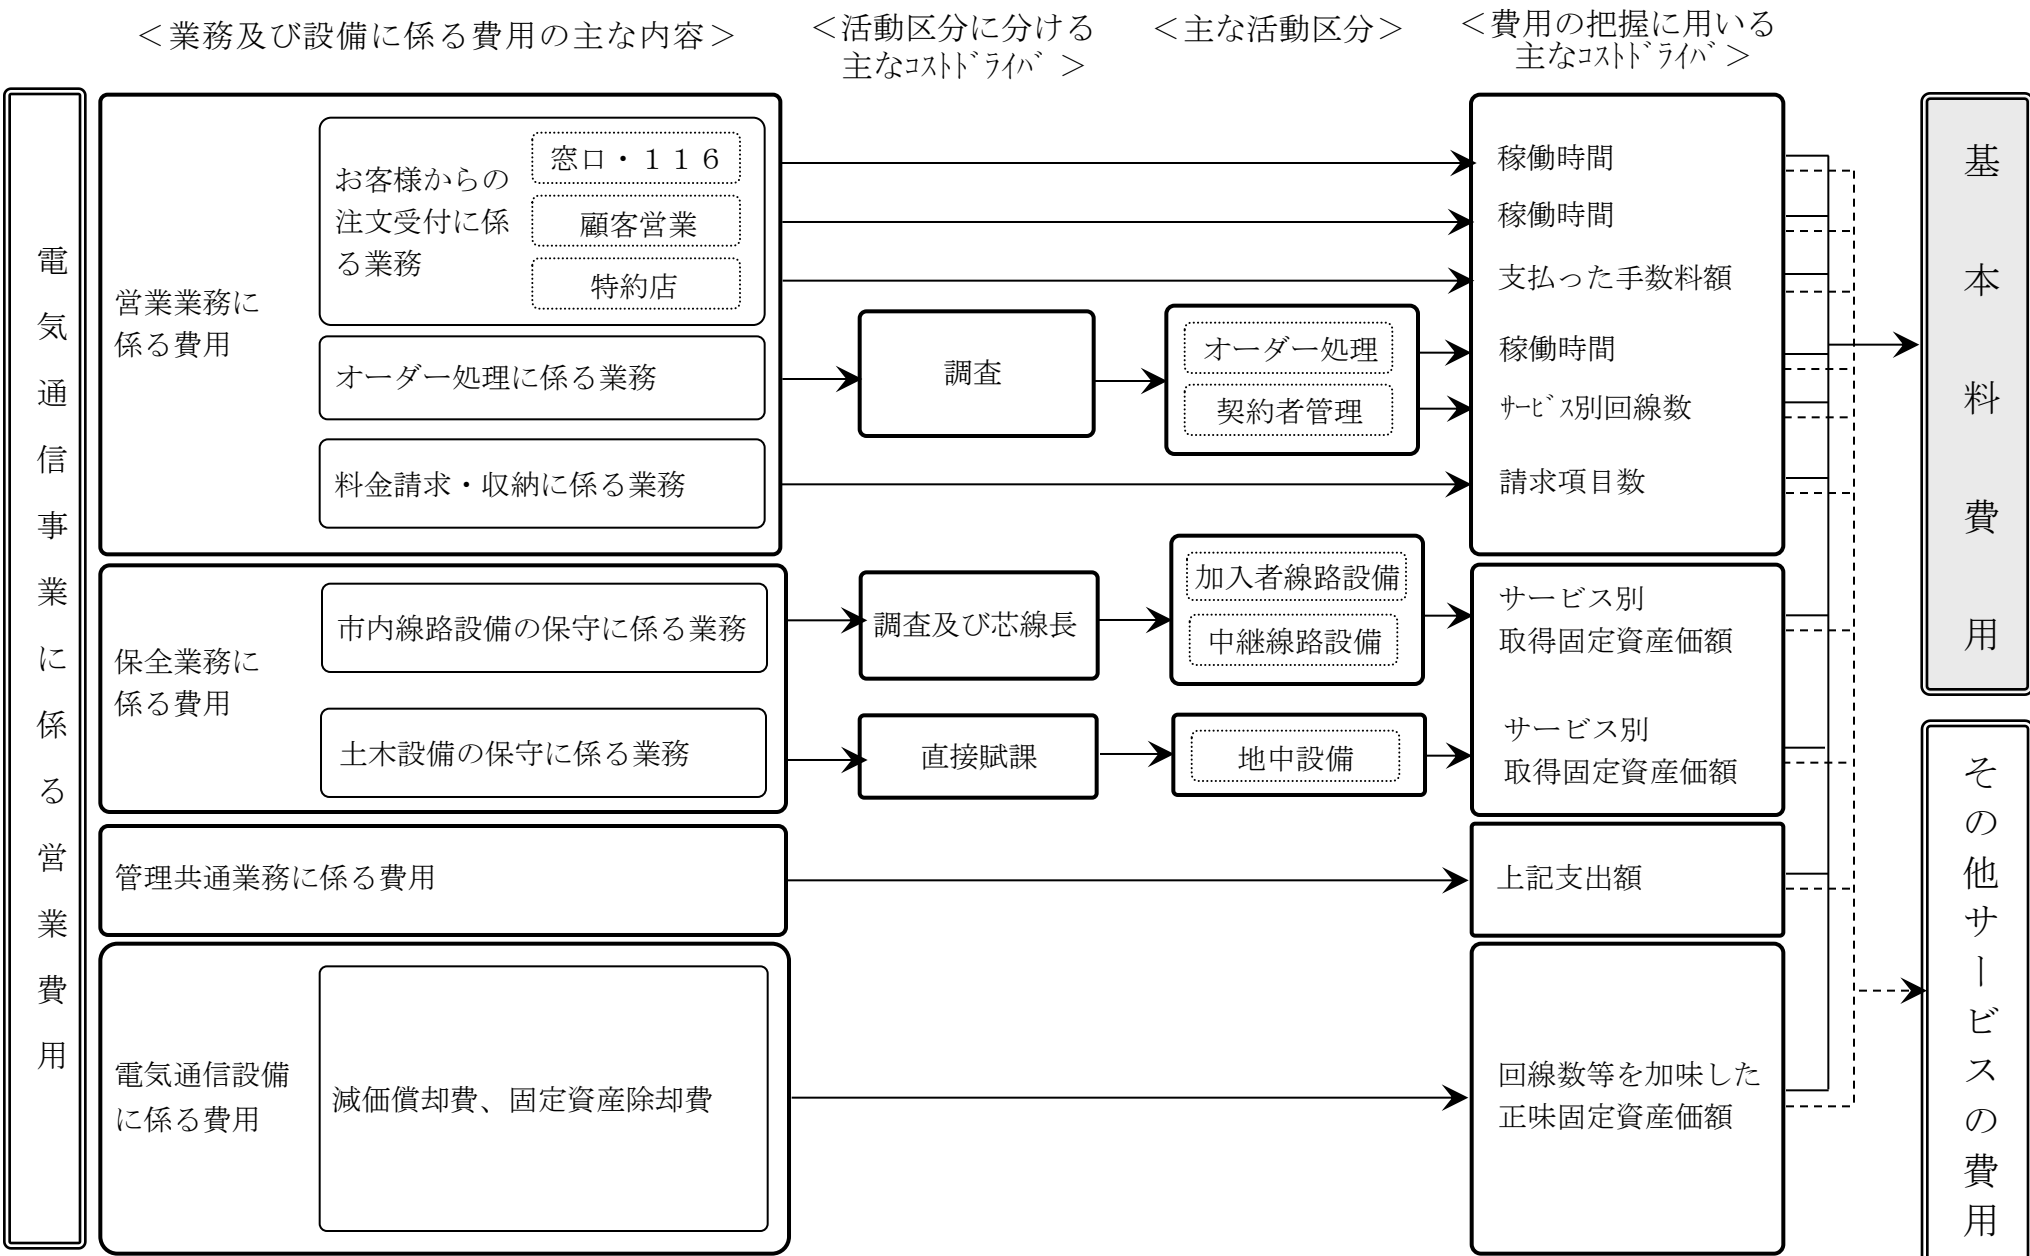 ＜業務及び設備に係る費用の主な内容＞
＜活動区分に分ける
主なｺｽﾄﾄﾞﾗｲﾊﾞ＞
＜主な活動区分＞
＜費用の把握に用いる
主なｺｽﾄﾄﾞﾗｲﾊﾞ＞
電気通信事業に係る営業費用
営業業務に
係る費用
お客様からの
注文受付に係
る業務
窓口・１１６
顧客営業
特約店
オーダー処理に係る業務
料金請求・収納に係る業務
調査
オーダー処理
契約者管理
稼働時間
稼働時間
支払った手数料額
稼働時間
ｻｰﾋﾞｽ別回線数
請求項目数
保全業務に
係る費用
市内線路設備の保守に係る業務
土木設備の保守に係る業務
調査及び芯線長
直接賦課
加入者線路設備
中継線路設備
地中設備
サービス別
取得固定資産価額
サービス別
取得固定資産価額
管理共通業務に係る費用
上記支出額
電気通信設備
に係る費用
減価償却費、固定資産除却費
回線数等を加味した
正味固定資産価額
基本料費用
その他サービスの費用